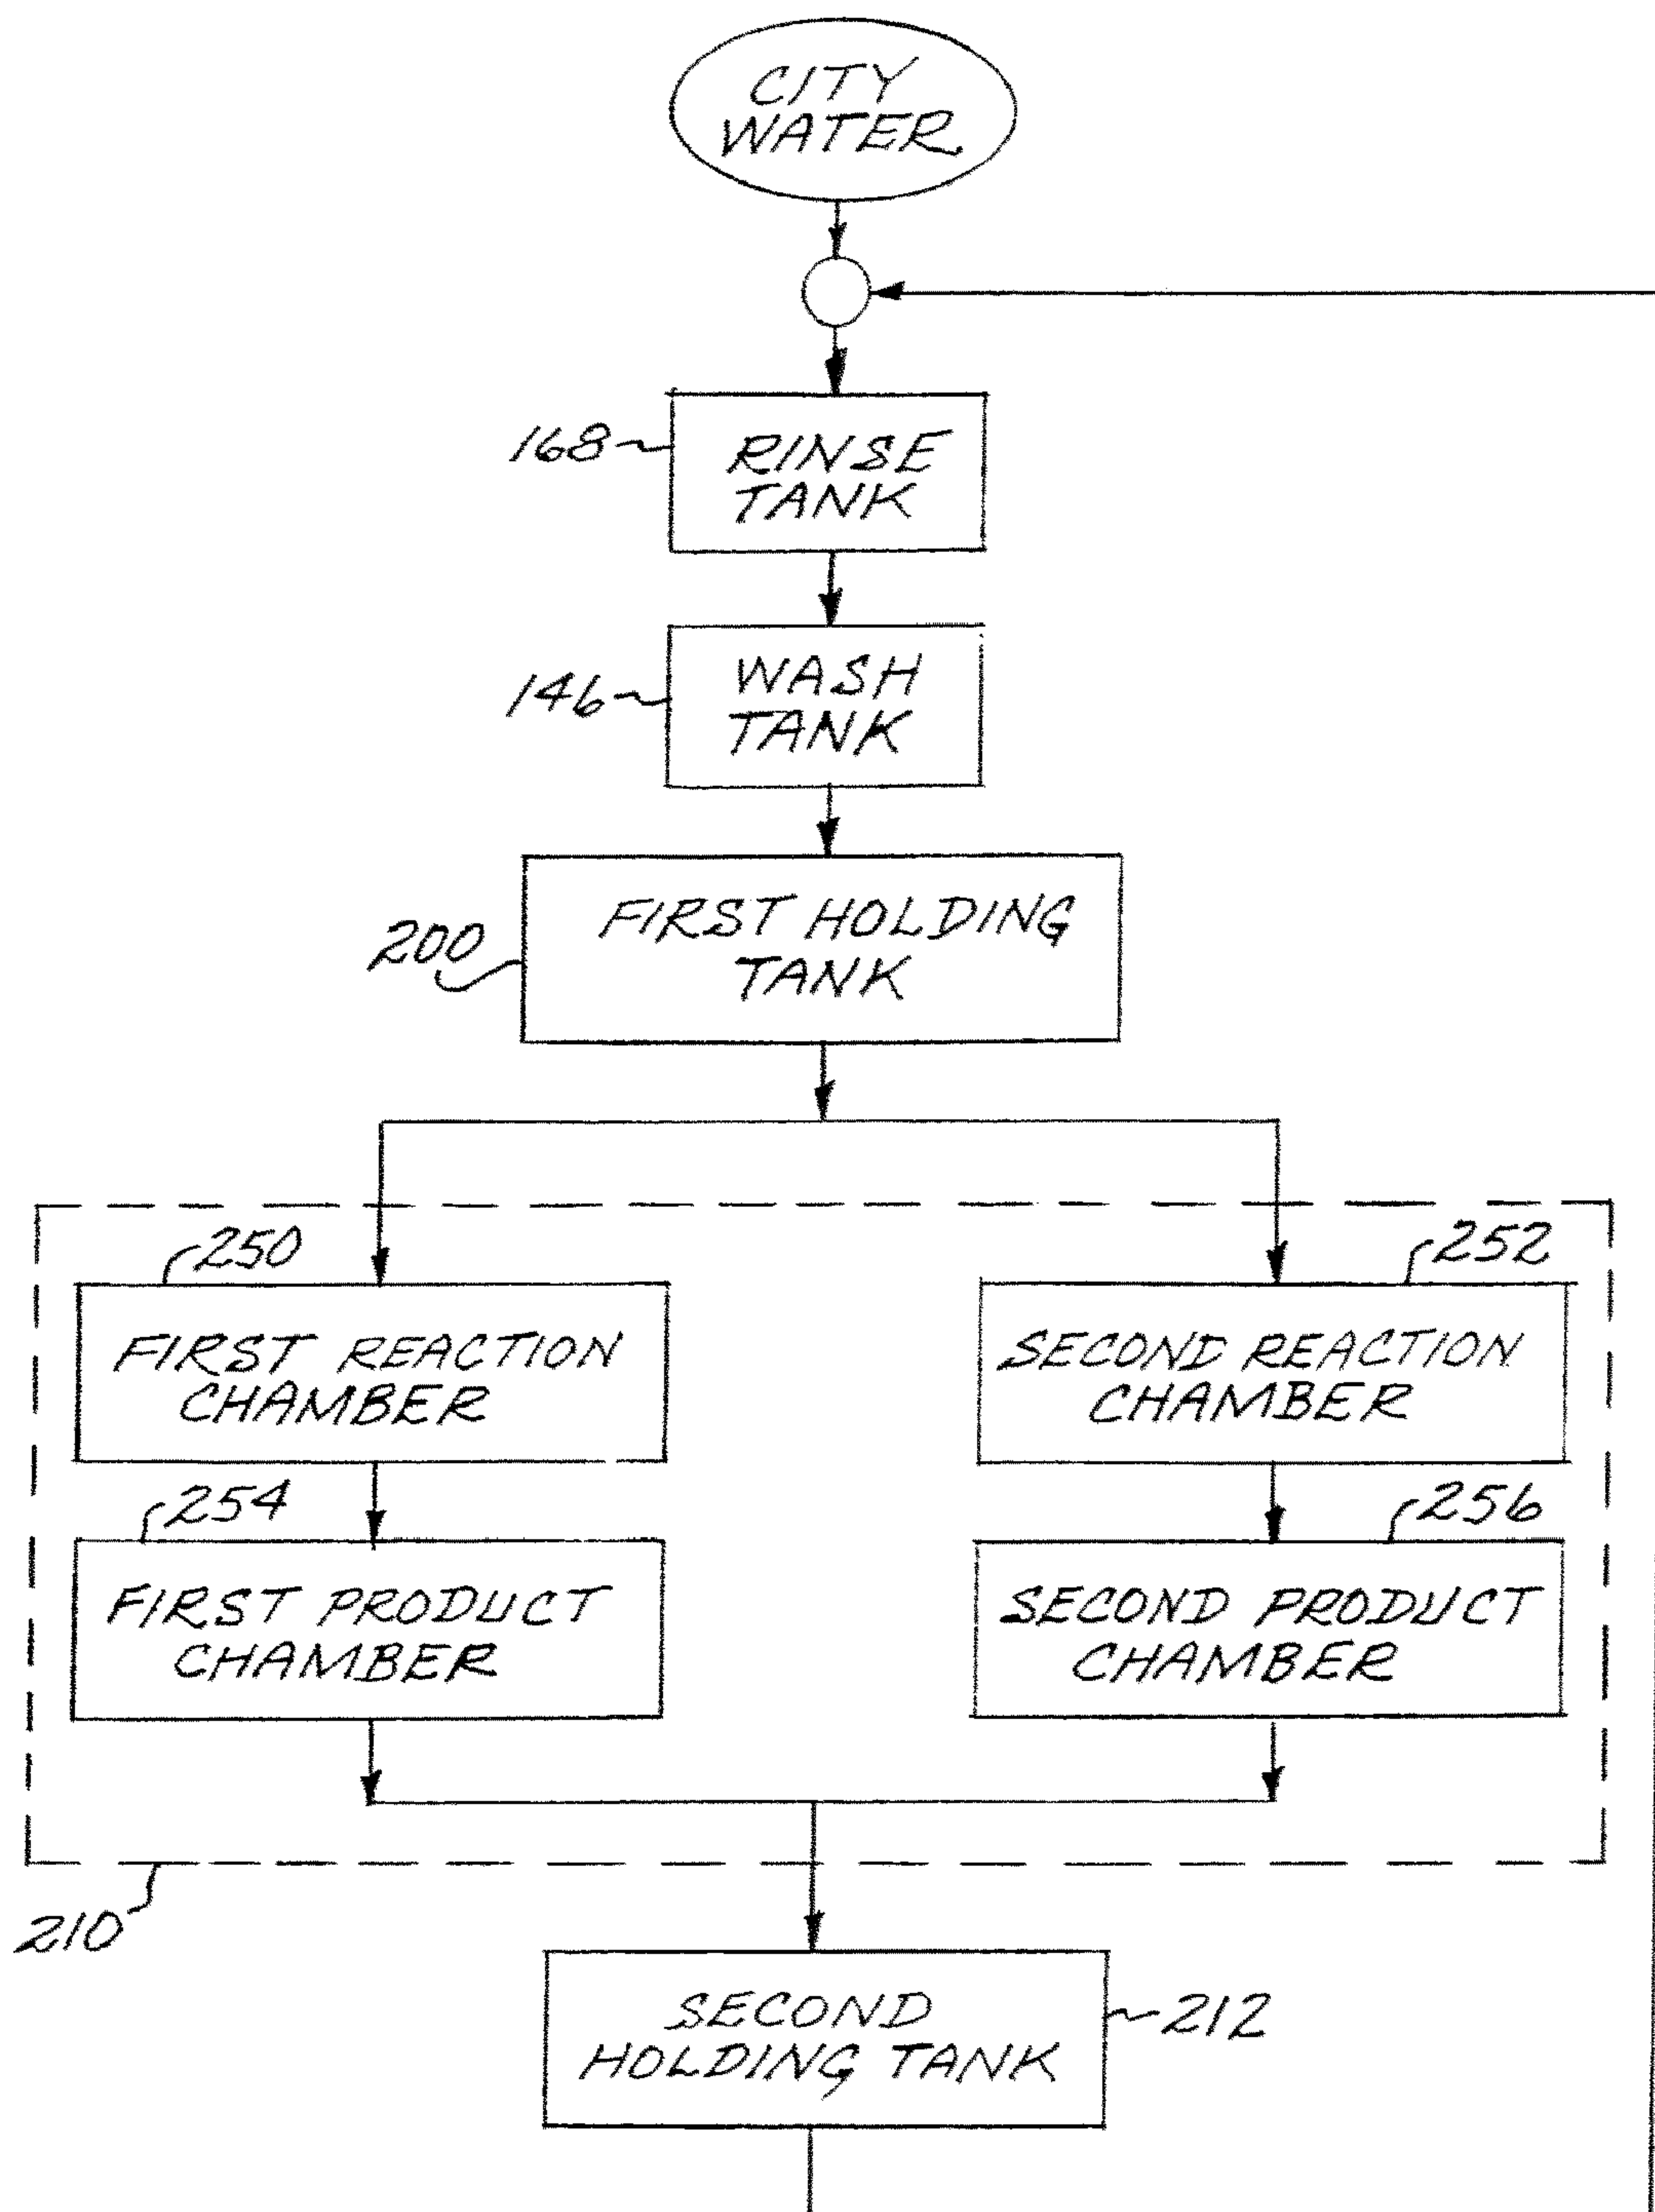 CITY
WATER
168
RINSE
TANK
146
WASH
TANK
200
FIRST HOLDING
TANK
250
252
FIRST REACTION
CHAMBER
SECOND REACTION
CHAMBER
254
256
FIRST PRODUCT
CHAMBER
SECOND PRODUCT
CHAMBER
210
SECOND
HOLDING TANK
212